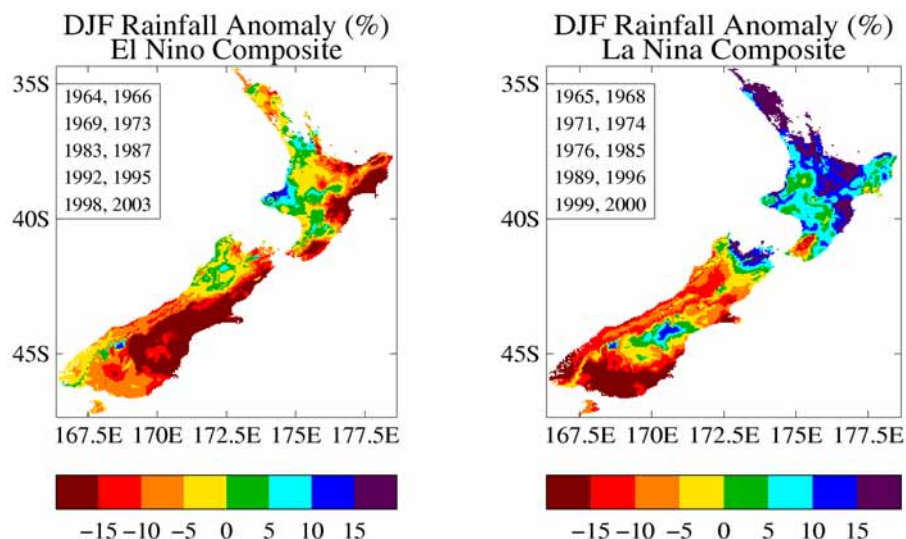 DJF Rainfall Anomaly (%)
El Nino Composite
35S
40S
45S
1964, 1966
1969, 1973
1983, 1987
1992, 1995
1998, 2003
167.5E 170E 172.5E 175E 177.5E
−15 −10 −5 0 5 10 15
DJF Rainfall Anomaly (%)
La Nina Composite
35S
40S
45S
1965, 1968
1971, 1974
1976, 1985
1989, 1996
1999, 2000
167.5E 170E 172.5E 175E 177.5E
−15 −10 −5 0 5 10 15